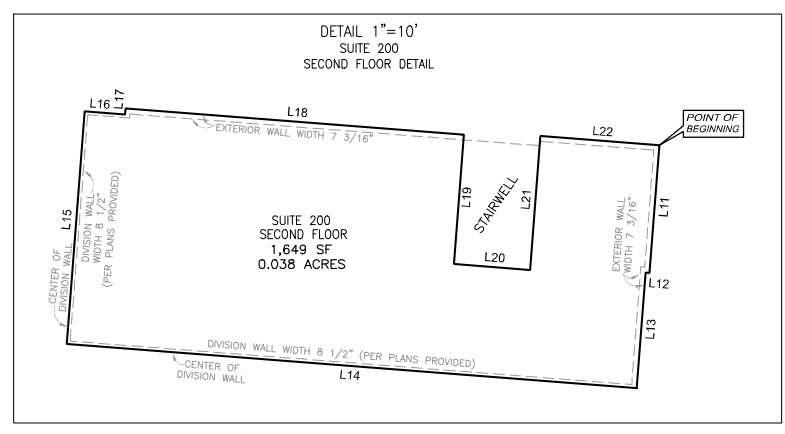 DETAIL 1"=10'
SUITE 200
SECOND FLOOR DETAIL
L16
L17
L18
EXTERIOR WALL WIDTH 7 3/16"
L22
POINT OF
BEGINNING
L15
CENTER OF
DIVISION WALL
DIVISION WALL
WIDTH 8 1/2"
(PER PLANS PROVIDED)
SUITE 200
SECOND FLOOR
1,649 SF
0.038 ACRES
L19
STAIRWELL
L21
L20
EXTERIOR WALL
WIDTH 7 3/16"
L11
L12
L13
DIVISION WALL WIDTH 8 1/2" (PER PLANS PROVIDED)
CENTER OF
DIVISION WALL
L14